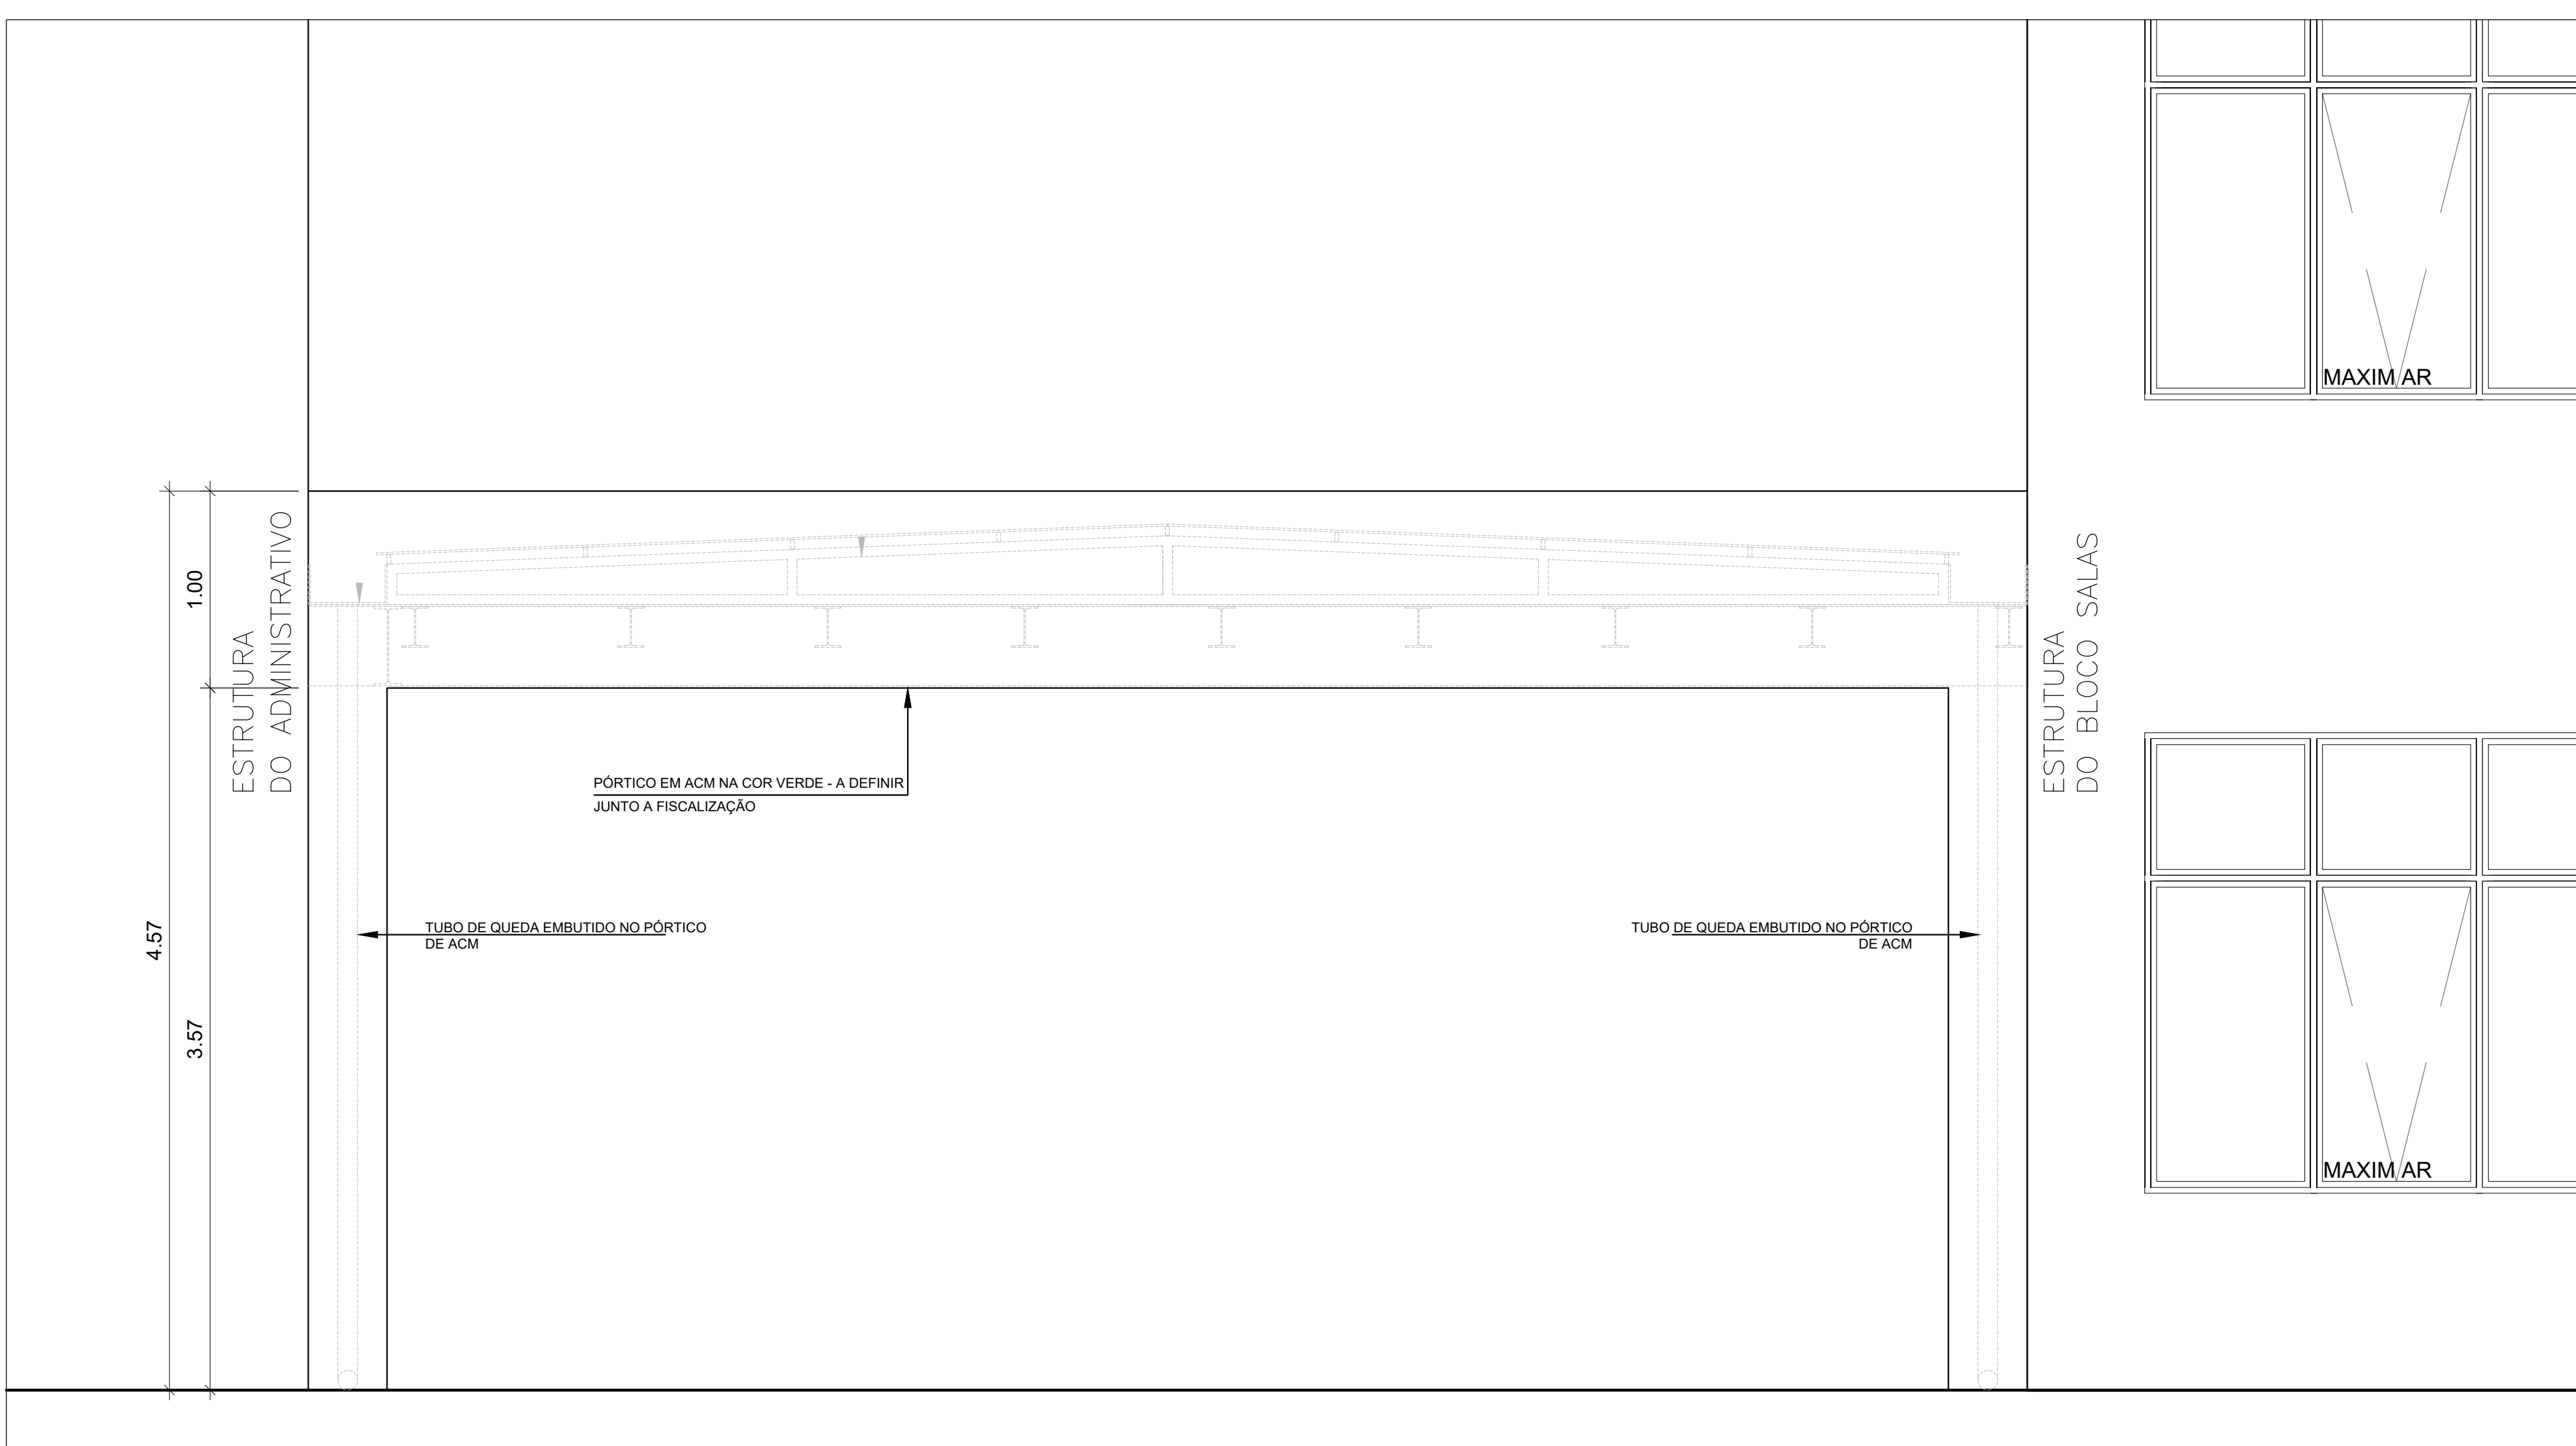 MAXIM AR
1.00
ESTRUTURA
DO ADMINISTRATIVO
ESTRUTURA
DO BLOCO SALAS
PÓRTICO EM ACM NA COR VERDE - A DEFINIR
JUNTO A FISCALIZAÇÃO
4.57
3.57
TUBO DE QUEDA EMBUTIDO NO PÓRTICO
DE ACM
TUBO DE QUEDA EMBUTIDO NO PÓRTICO
DE ACM
MAXIM AR